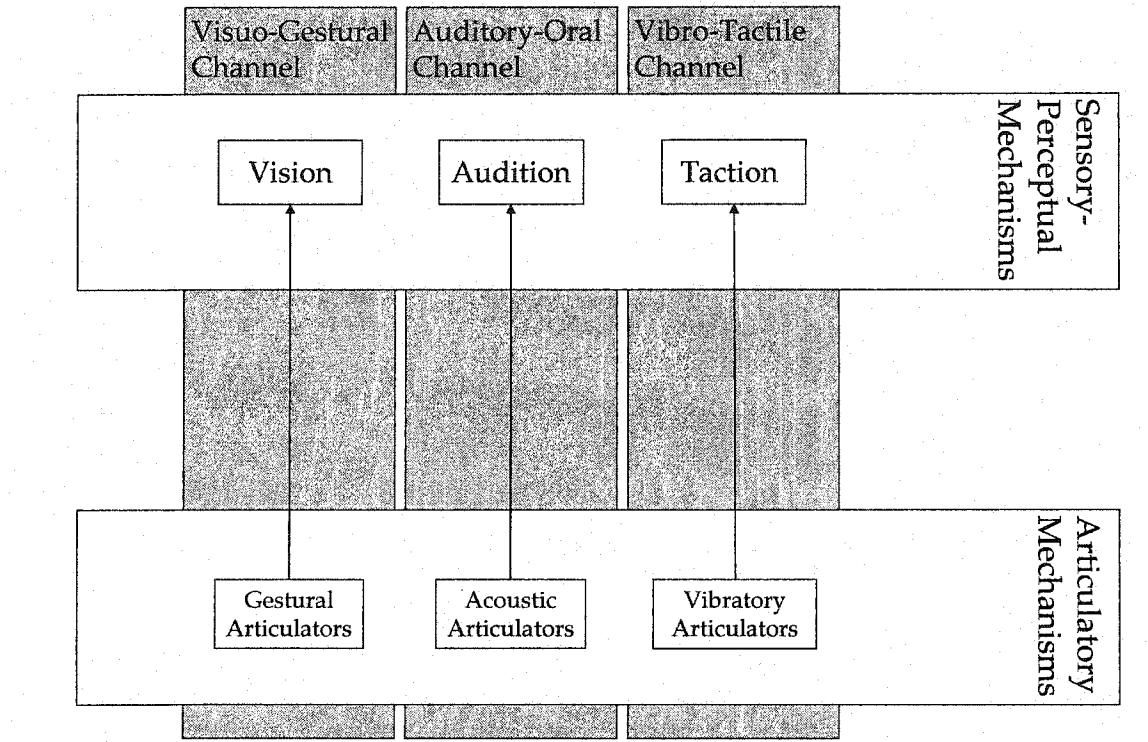 Visuo-Gestural
Channel
Auditory-Oral
Channel
Vibro-Tactile
Channel
Sensory-
Perceptual
Mechanisms
Vision
Audition
Taction
Gestural
Articulators
Acoustic
Articulators
Vibratory
Articulators
Articulatory
Mechanisms